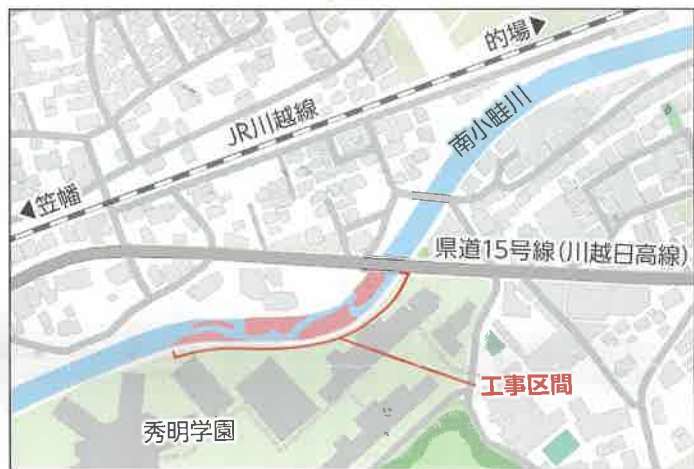 的場▶
JR川越線
南小畦川
◀笠幡
県道15号線(川越日高線)
工事区間
秀明学園